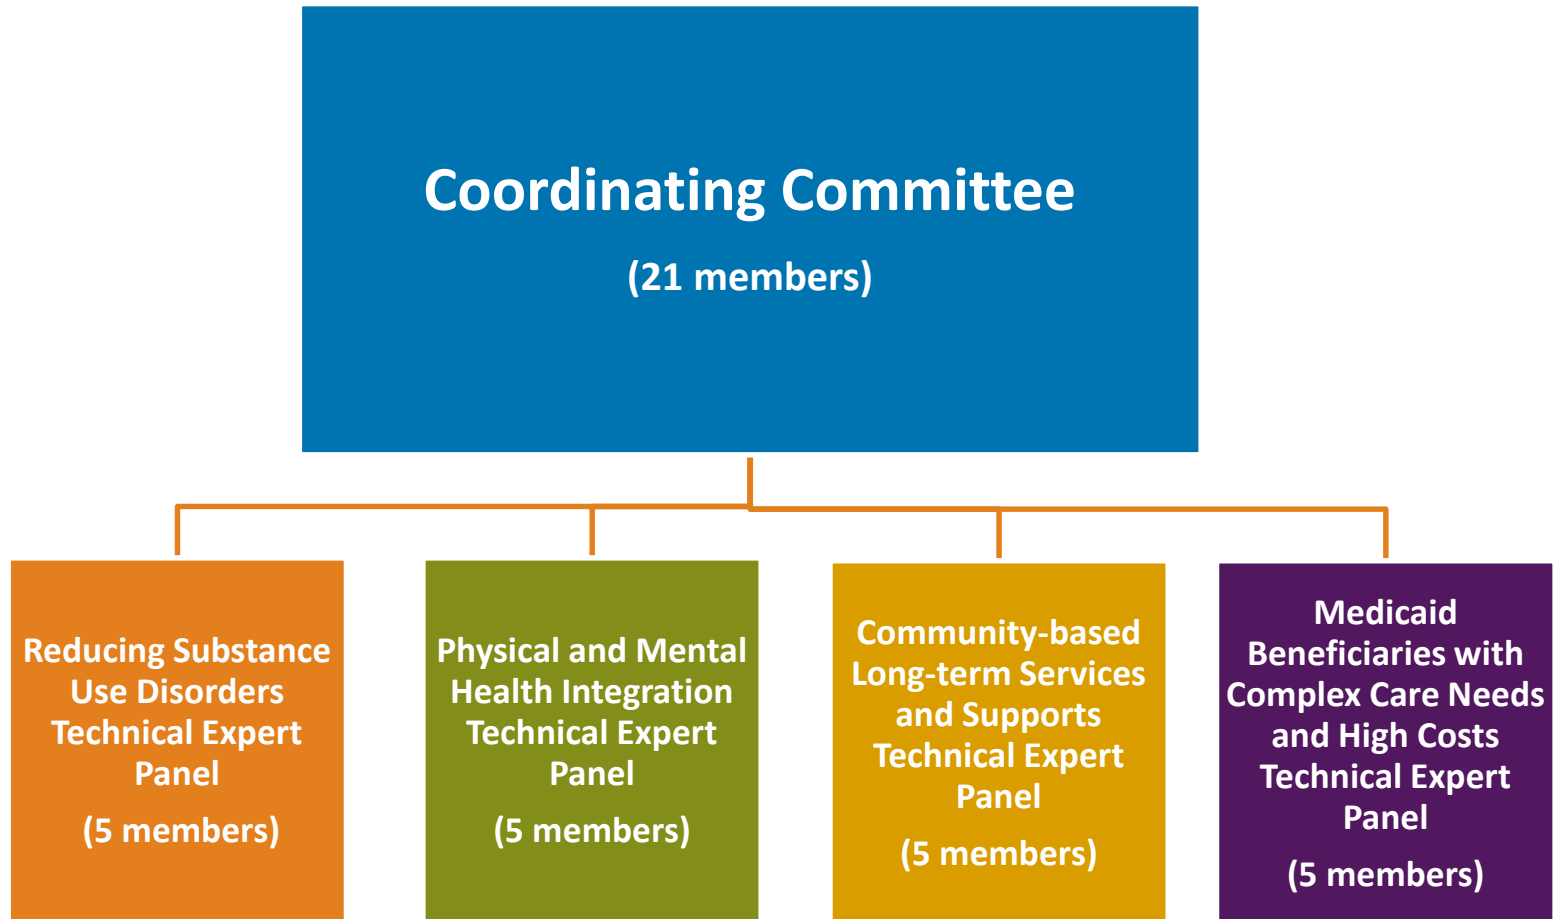 Coordinating Committee
(21 members)
Reducing Substance
Use Disorders
Technical Expert
Panel
(5 members)
Physical and Mental
Health Integration
Technical Expert
Panel
(5 members)
Community-based
Long-term Services
and Supports
Technical Expert
Panel
(5 members)
Medicaid
Beneficiaries with
Complex Care Needs
and High Costs
Technical Expert
Panel
(5 members)